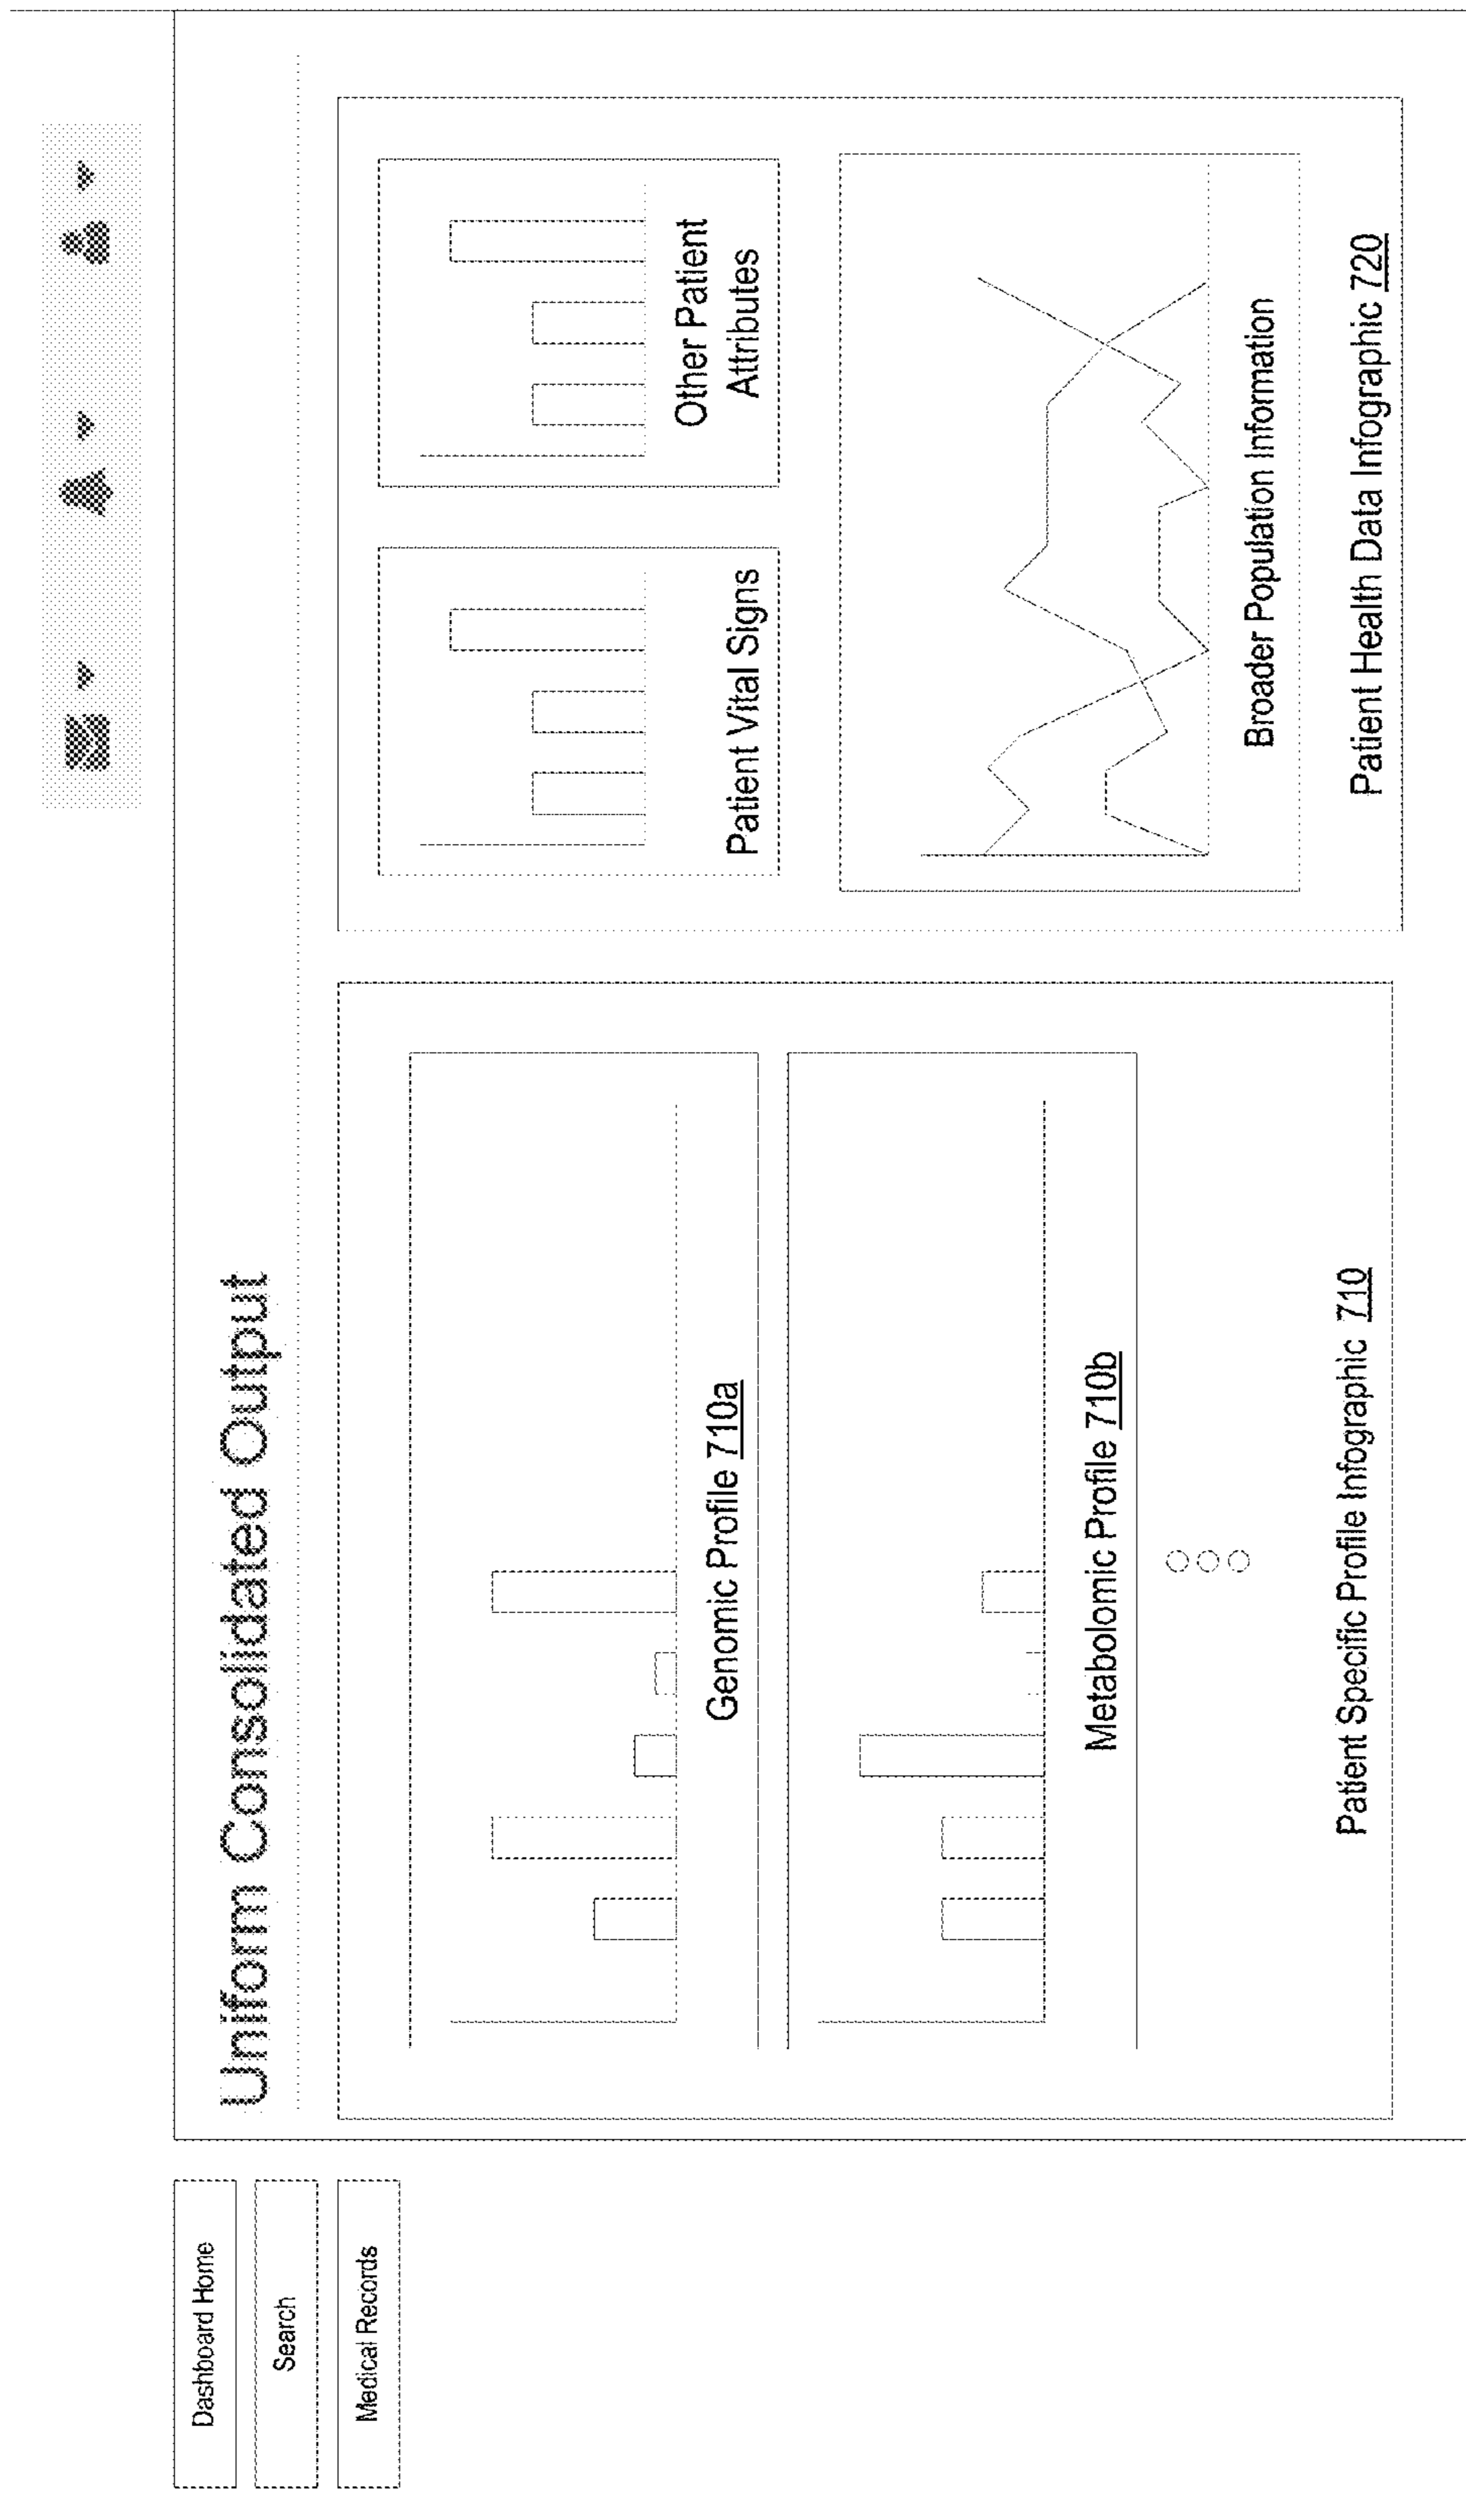 Dashboard Home
Search
Medical Records
Uniform Consolidated Output
Genomic Profile 710a
Metabolomic Profile 710b
Patient Specific Profile Infographic 710
Patient Vital Signs
Other Patient
Attributes
Broader Population Information
Patient Health Data Infographic 720